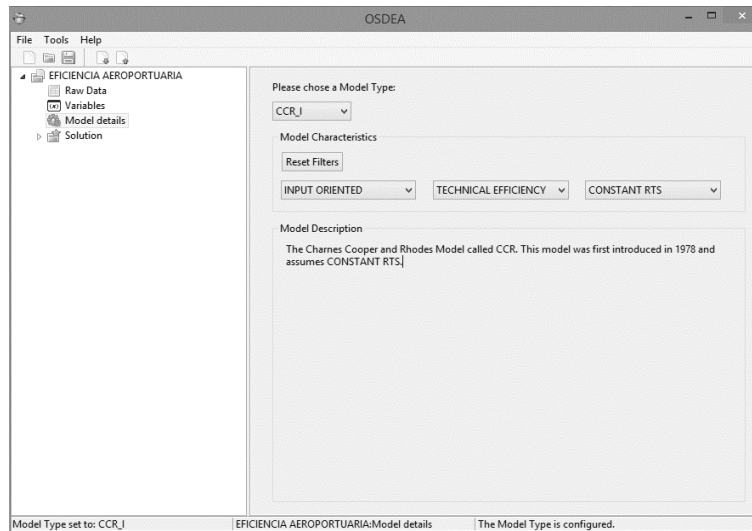 OSDEA
File Tools Help
EFICIENCIA AEROPORTUARIA
Raw Data
Variables
Model details
Solution
Please chose a Model Type:
CCR_I
Model Characteristics
Reset Filters
INPUT ORIENTED TECHNICAL EFFICIENCY CONSTANT RTS
Model Description
The Charnes Cooper and Rhodes Model called CCR. This model was first introduced in 1978 and
assumes CONSTANT RTS.
Model Type set to: CCR_I EFICIENCIA AEROPORTUARIA:Model details The Model Type is configured.